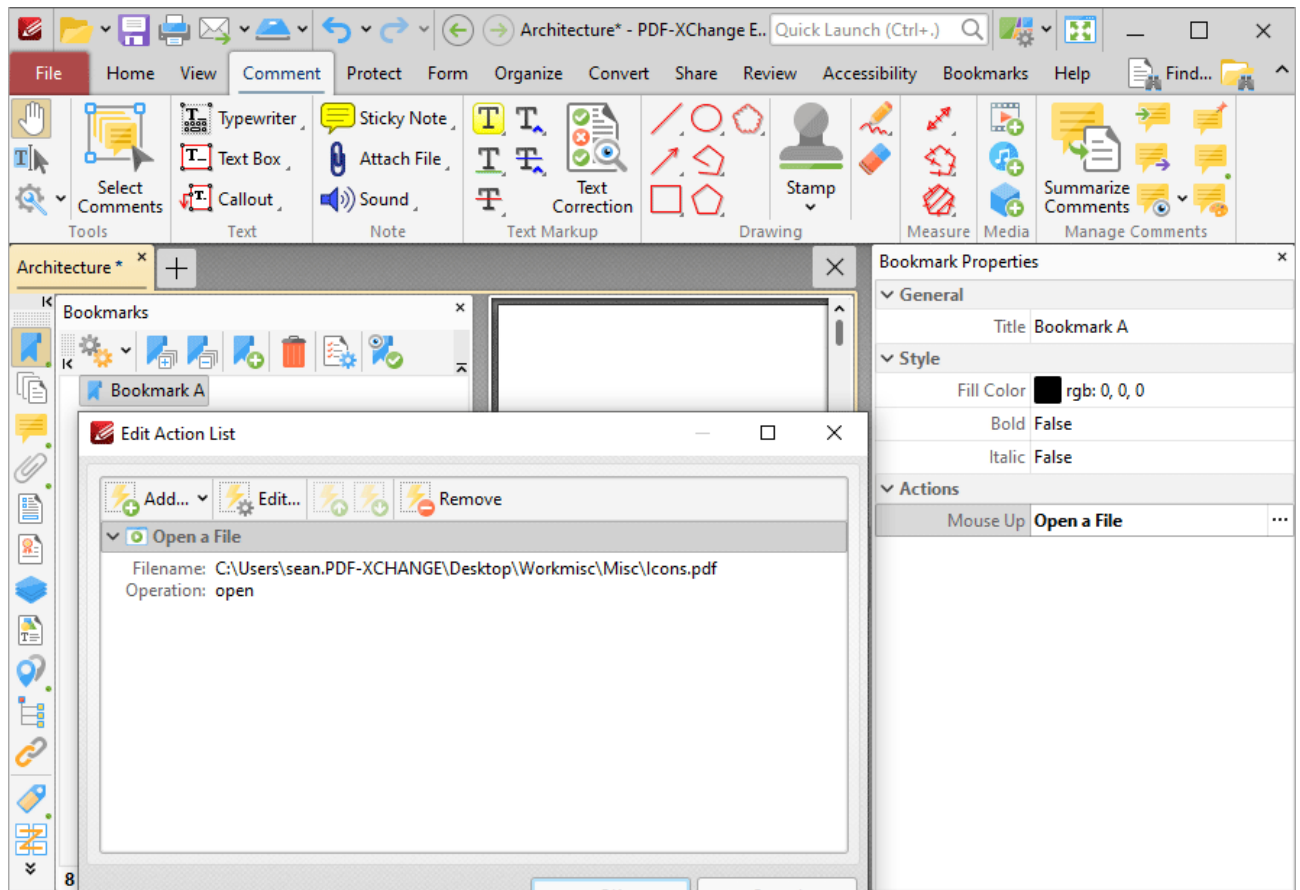 Architecture* - PDF-XChange E..
Quick Launch (Ctrl+.)
File
Home
View
Comment
Protect
Form
Organize
Convert
Share
Review
Accessibility
Bookmarks
Help
Find...
Select
Comments
Tools
Typewriter
Text Box
Callout
Text
Sticky Note
Attach File
Sound
Note
Text
Correction
Text Markup
Stamp
Drawing
Measure
Media
Summarize
Comments
Manage Comments
Architecture *
Bookmarks
Bookmark A
Edit Action List
Add...
Edit...
Remove
Open a File
Filename: C:\Users\sean.PDF-XCHANGE\Desktop\Workmisc\Misc\Icons.pdf
Operation: open
8
Bookmark Properties
General
Title Bookmark A
Style
Fill Color rgb: 0, 0, 0
Bold False
Italic False
Actions
Mouse Up Open a File ...